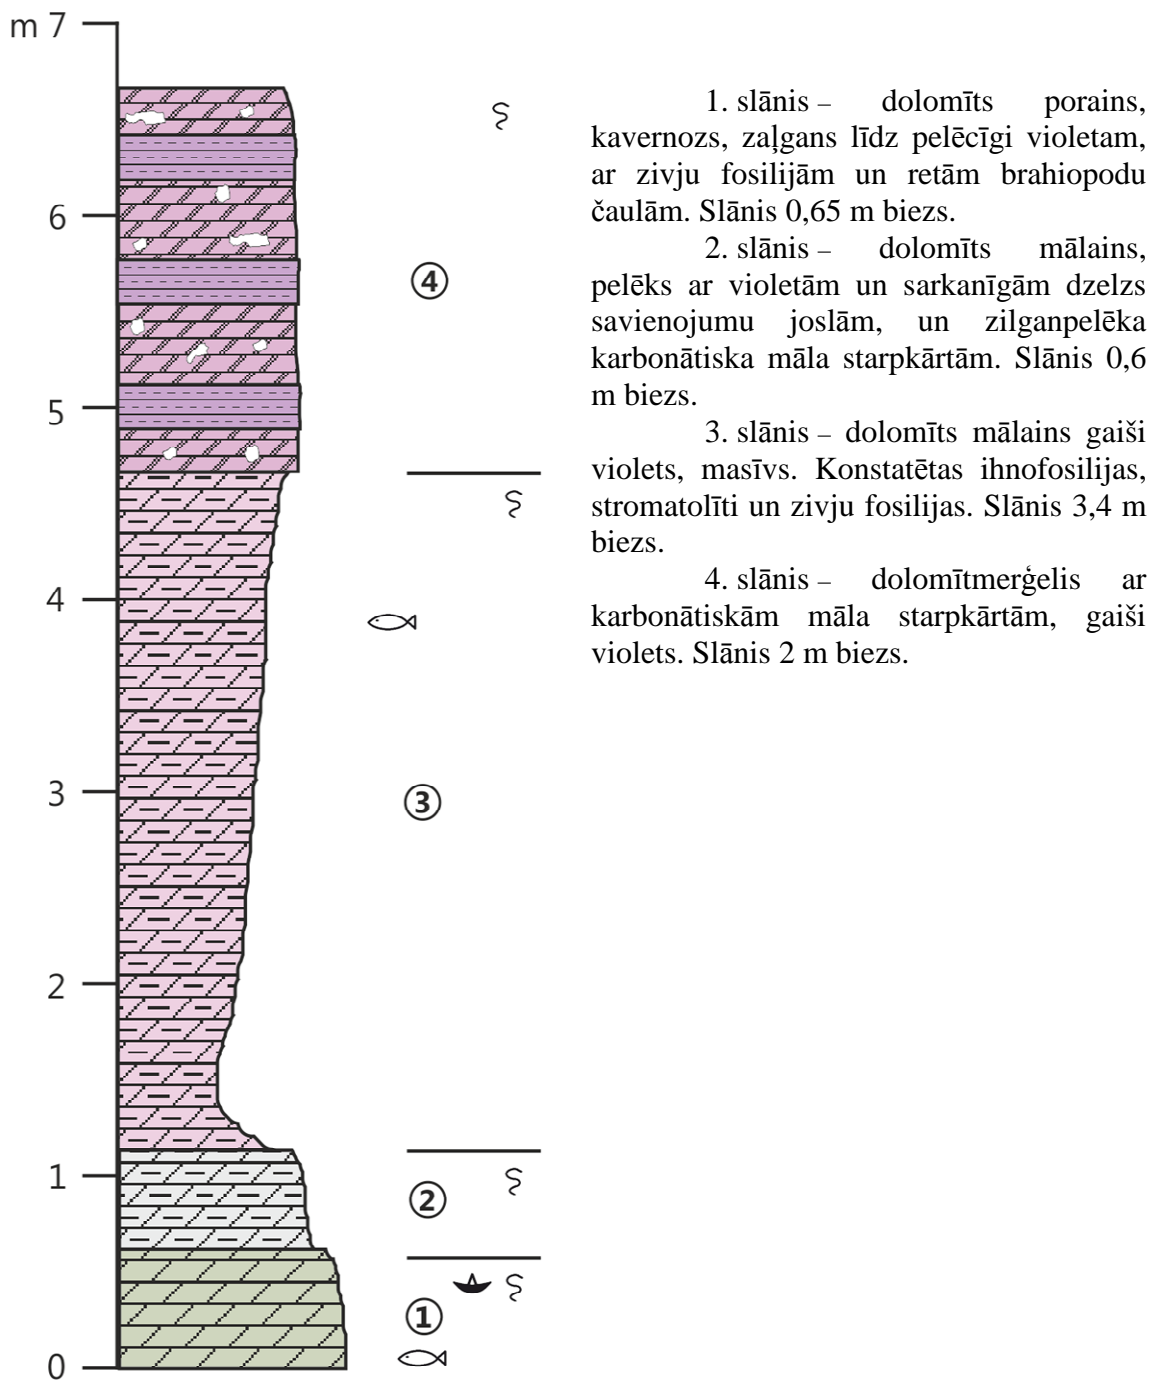 m 7
6
5
4
3
2
1
0
④
③
②
①
1. slānis – dolomīts porains,
kavernozs, zaļgans līdz pelēcīgi violetam,
ar zivju fosilijām un retām brahiopodu
čaulām. Slānis 0,65 m biezs.
2. slānis – dolomīts mālains,
pelēks ar violetām un sarkanīgām dzelzs
savienojumu joslām, un zilganpelēka
karbonātiska māla starpkārtām. Slānis 0,6
m biezs.
3. slānis – dolomīts mālains gaiši
violets, masīvs. Konstatētas ihnofosilijas,
stromatolīti un zivju fosilijas. Slānis 3,4 m
biezs.
4. slānis – dolomītmerģelis ar
karbonātiskām māla starpkārtām, gaiši
violets. Slānis 2 m biezs.